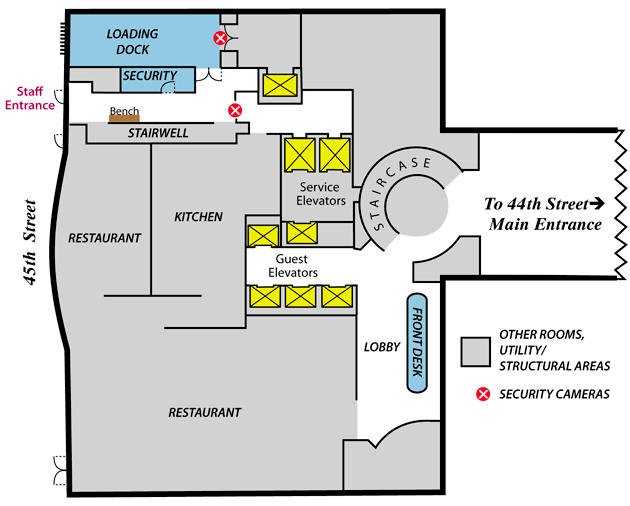 LOADING
DOCK
SECURITY
Staff
Entrance
Bench
STAIRWELL
STAIRCASE
Service
Elevators
To 44th Street➔
Main Entrance
45th Street
RESTAURANT
KITCHEN
Guest
Elevators
LOBBY
FRONT DESK
OTHER ROOMS,
UTILITY/
STRUCTURAL AREAS
SECURITY CAMERAS
RESTAURANT